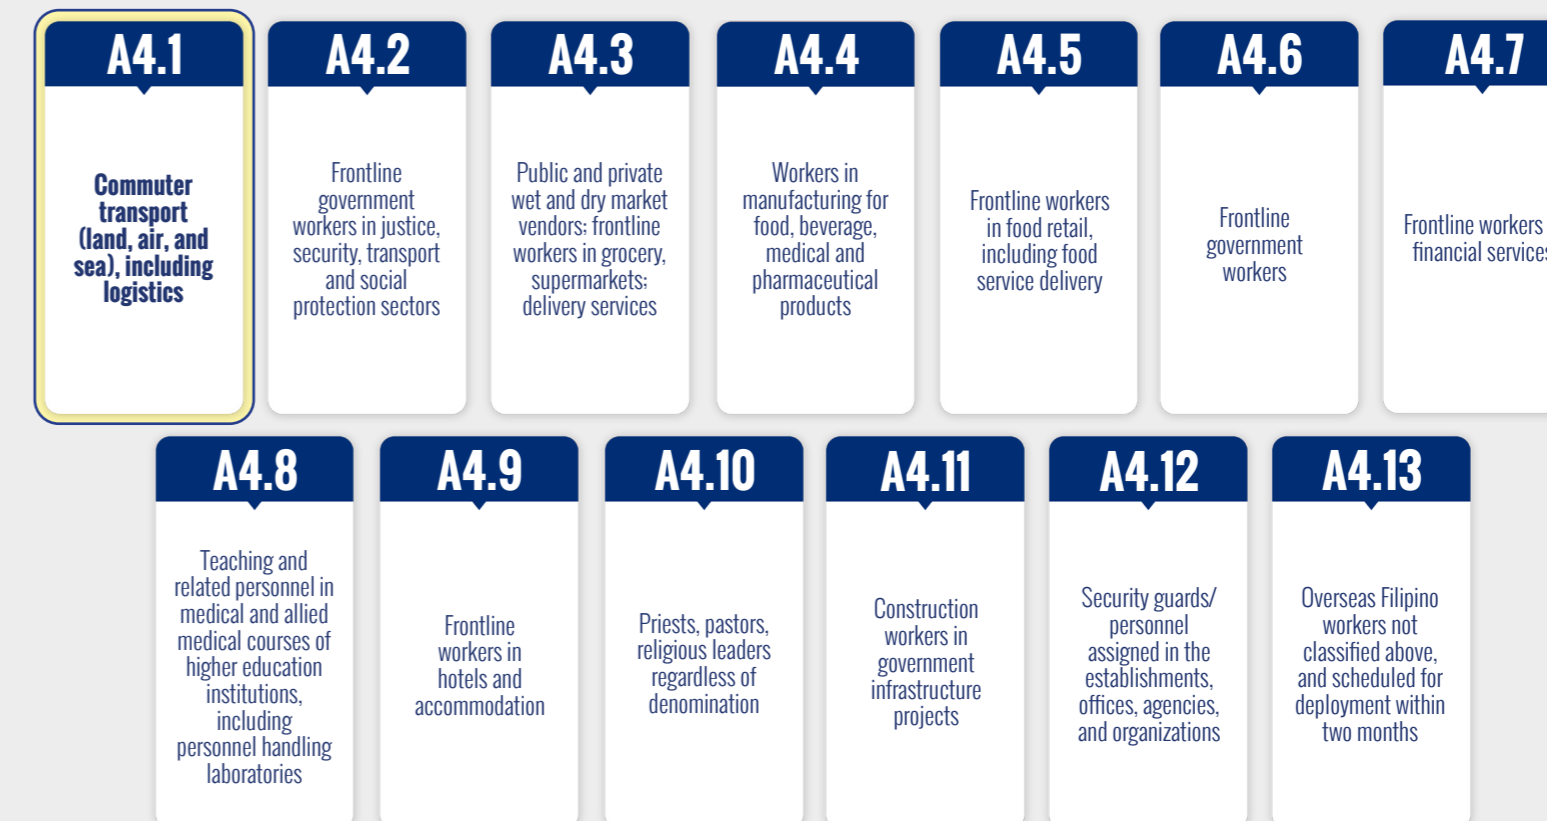 A4.1
Commuter
transport
(land, air, and
sea), including
logistics
A4.2
Frontline
government
workers in justice,
security, transport
and social
protection sectors
A4.3
Public and private
wet and dry market
vendors; frontline
workers in grocery,
supermarkets;
delivery services
A4.4
Workers in
manufacturing for
food, beverage,
medical and
pharmaceutical
products
A4.5
Frontline workers
in food retail,
including food
service delivery
A4.6
Frontline
government
workers
A4.7
Frontline workers
financial services
A4.8
Teaching and
related personnel in
medical and allied
medical courses of
higher education
institutions,
including
personnel handling
laboratories
A4.9
Frontline
workers in
hotels and
accommodation
A4.10
Priests, pastors,
religious leaders
regardless of
denomination
A4.11
Construction
workers in
government
infrastructure
projects
A4.12
Security guards/
personnel
assigned in the
establishments,
offices, agencies,
and organizations
A4.13
Overseas Filipino
workers not
classified above,
and scheduled for
deployment within
two months